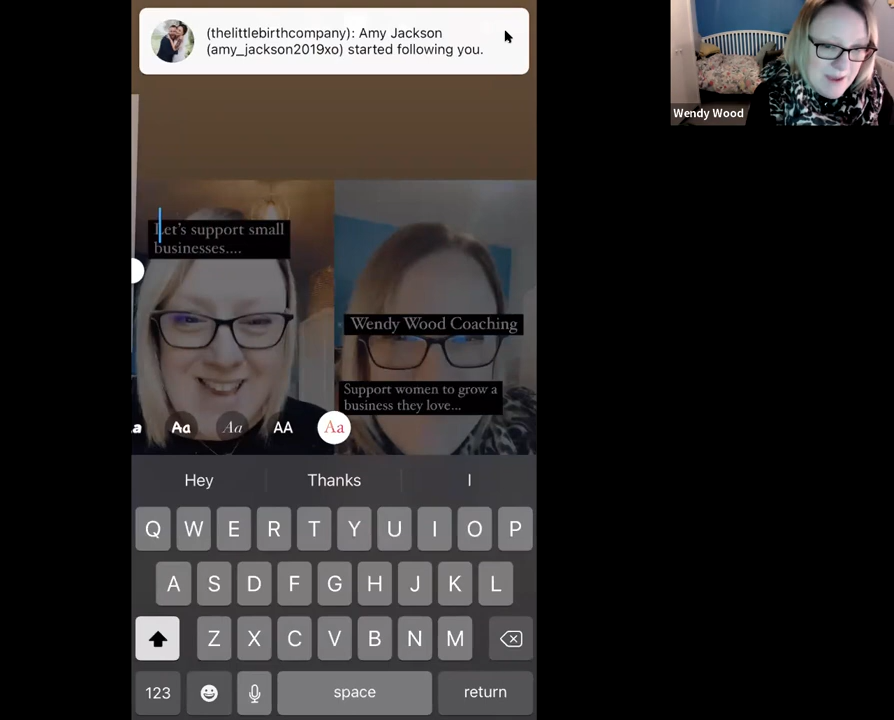 (thelittlebirthcompany): Amy Jackson
(amy_jackson2019xo) started following you.
Wendy Wood
Let's support small
businesses....
Wendy Wood Coaching
Support women to grow a
business they love...
Aa Aa AA Aa
Hey Thanks I
Q W E R T Y U I O P
A S D F G H J K L
Z X C V B N M
123 space return